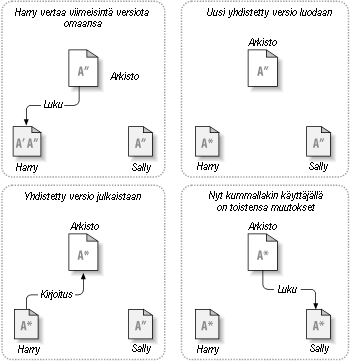 Harry vertaa viimeisintä versiota
omaansa
A"
Arkisto
Luku
A' A"
A"
Harry
Sally
Uusi yhdistetty versio luodaan
Arkisto
A"
A*
A"
Harry
Sally
Yhdistetty versio julkaistaan
Arkisto
A*
Kirjoitus
A*
A"
Harry
Sally
Nyt kummallakin käyttäjällä
on toistensa muutokset
Arkisto
A*
Luku
A*
A*
Harry
Sally